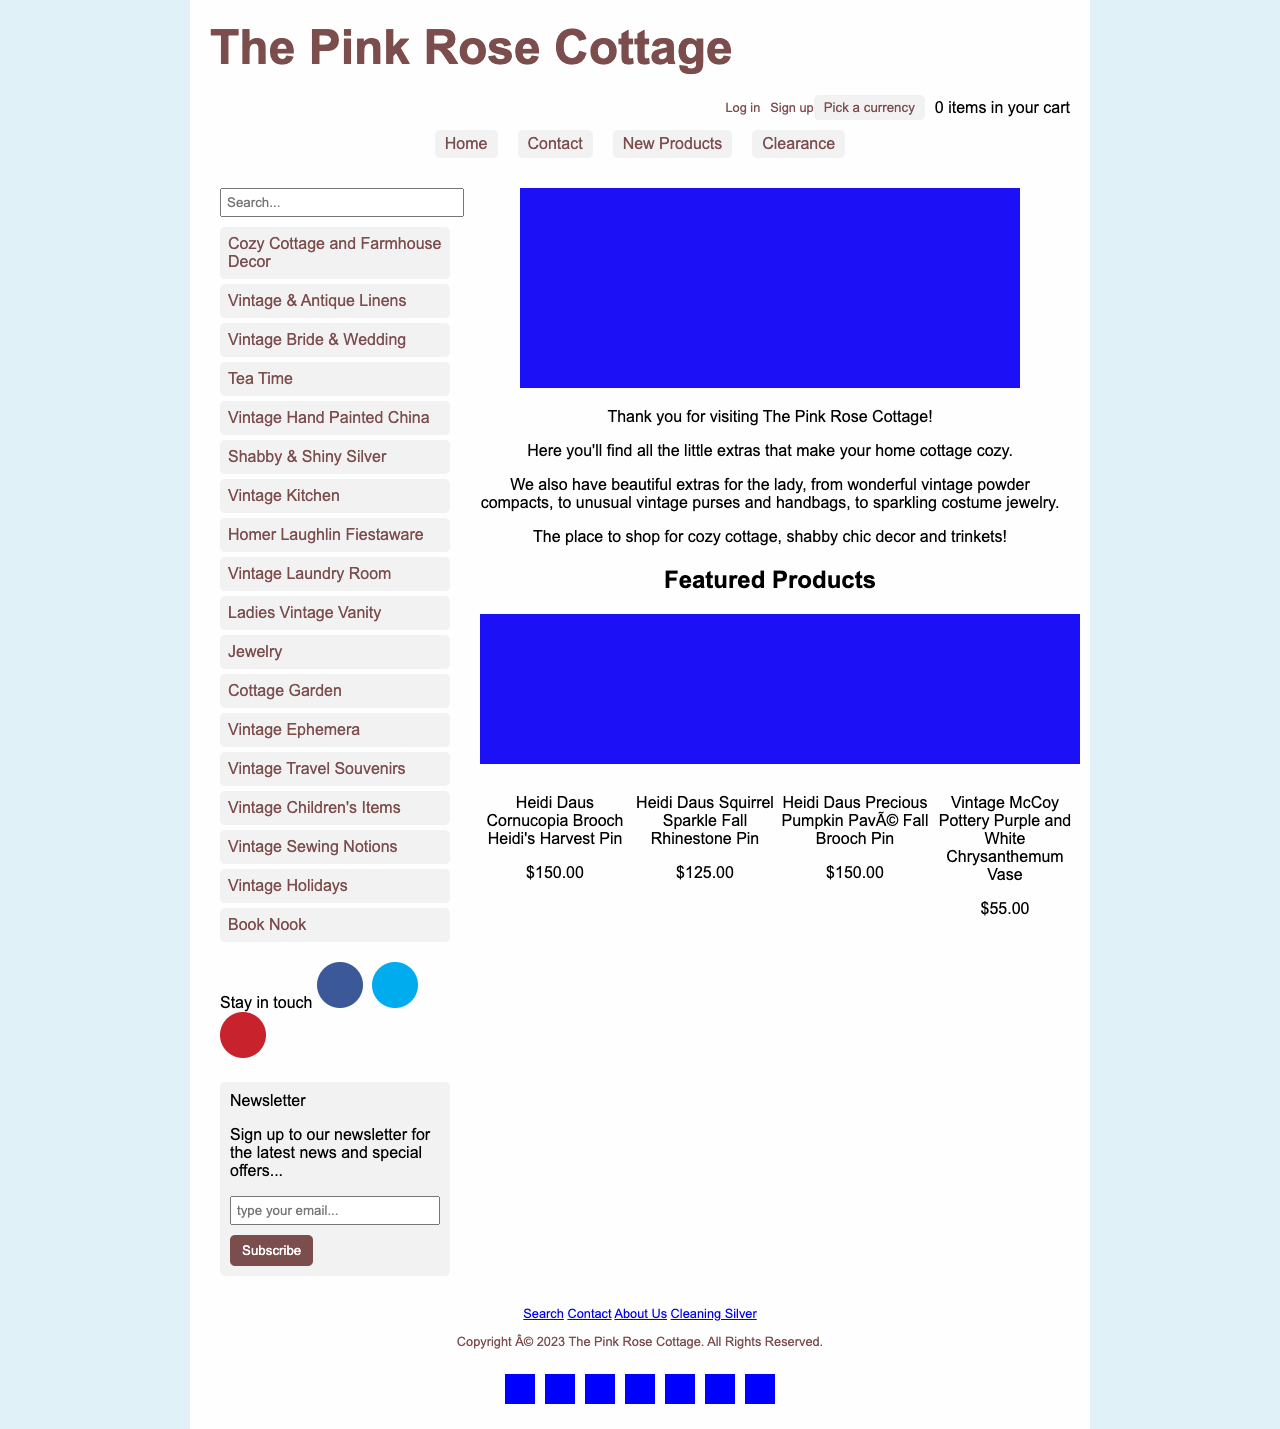 The Pink Rose Cottage
Log in Sign up Pick a currency 0 items in your cart
Home Contact New Products Clearance
Search...
Cozy Cottage and Farmhouse
Decor
Vintage & Antique Linens
Vintage Bride & Wedding
Tea Time
Vintage Hand Painted China
Shabby & Shiny Silver
Vintage Kitchen
Homer Laughlin Fiestaware
Vintage Laundry Room
Ladies Vintage Vanity
Jewelry
Cottage Garden
Vintage Ephemera
Vintage Travel Souvenirs
Vintage Children's Items
Vintage Sewing Notions
Vintage Holidays
Book Nook
Stay in touch
Newsletter
Sign up to our newsletter for
the latest news and special
offers...
type your email...
Subscribe
Thank you for visiting The Pink Rose Cottage!
Here you'll find all the little extras that make your home cottage cozy.
We also have beautiful extras for the lady, from wonderful vintage powder
compacts, to unusual vintage purses and handbags, to sparkling costume jewelry.
The place to shop for cozy cottage, shabby chic decor and trinkets!
Featured Products
Heidi Daus
Cornucopia Brooch
Heidi's Harvest Pin
$150.00
Heidi Daus Squirrel
Sparkle Fall
Rhinestone Pin
$125.00
Heidi Daus Precious
Pumpkin PavÃ© Fall
Brooch Pin
$150.00
Vintage McCoy
Pottery Purple and
White
Chrysanthemum
Vase
$55.00
Search Contact About Us Cleaning Silver
Copyright Â© 2023 The Pink Rose Cottage. All Rights Reserved.